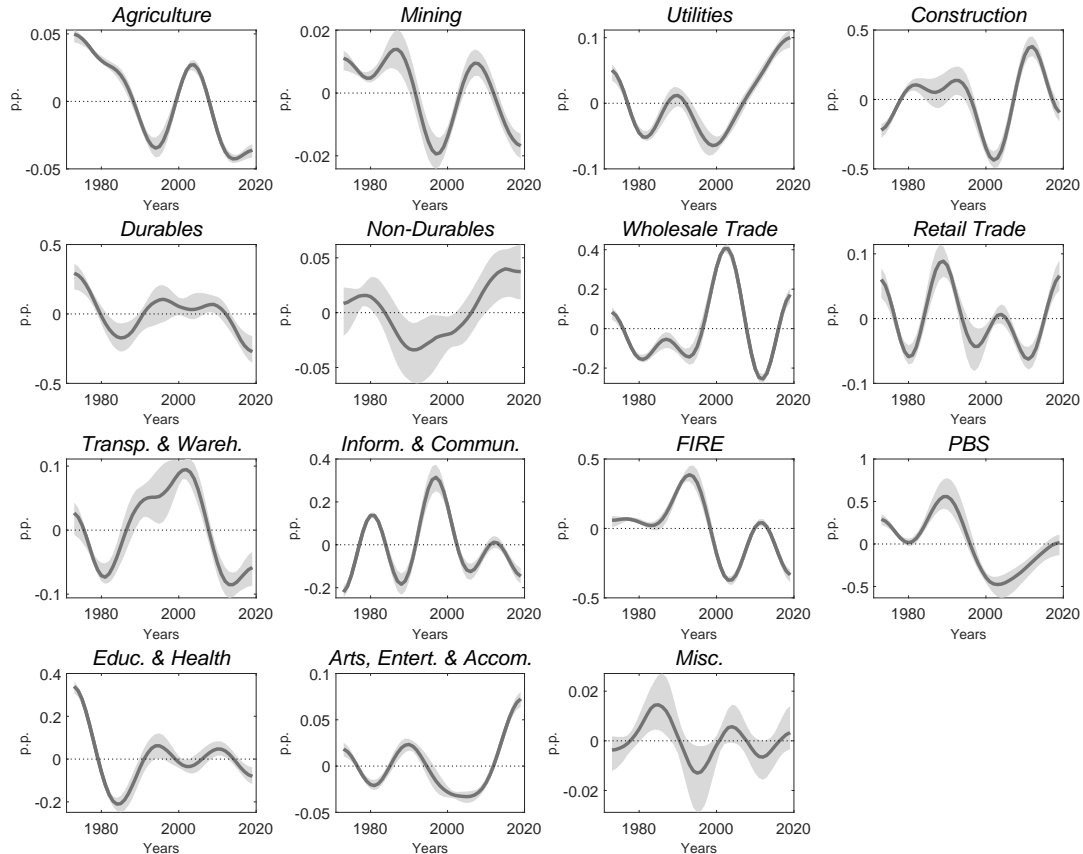 Agriculture
0.05
0
-0.05
p.p.
1980 2000 2020
Years
Mining
0.02
0
-0.02
p.p.
1980 2000 2020
Years
Utilities
0.1
0
-0.1
p.p.
1980 2000 2020
Years
Construction
0.5
0
-0.5
p.p.
1980 2000 2020
Years
Durables
0.5
0
-0.5
p.p.
1980 2000 2020
Years
Non-Durables
0.05
0
-0.05
p.p.
1980 2000 2020
Years
Wholesale Trade
0.4
0.2
0
-0.2
p.p.
1980 2000 2020
Years
Retail Trade
0.1
0
-0.1
p.p.
1980 2000 2020
Years
Transp. & Wareh.
0.1
0
-0.1
p.p.
1980 2000 2020
Years
Inform. & Commun.
0.4
0.2
0
-0.2
p.p.
1980 2000 2020
Years
FIRE
0.5
0
-0.5
p.p.
1980 2000 2020
Years
PBS
1
0.5
0
-0.5
p.p.
1980 2000 2020
Years
Educ. & Health
0.4
0.2
0
-0.2
p.p.
1980 2000 2020
Years
Arts, Entert. & Accom.
0.1
0.05
0
-0.05
p.p.
1980 2000 2020
Years
Misc.
0.02
0
-0.02
p.p.
1980 2000 2020
Years